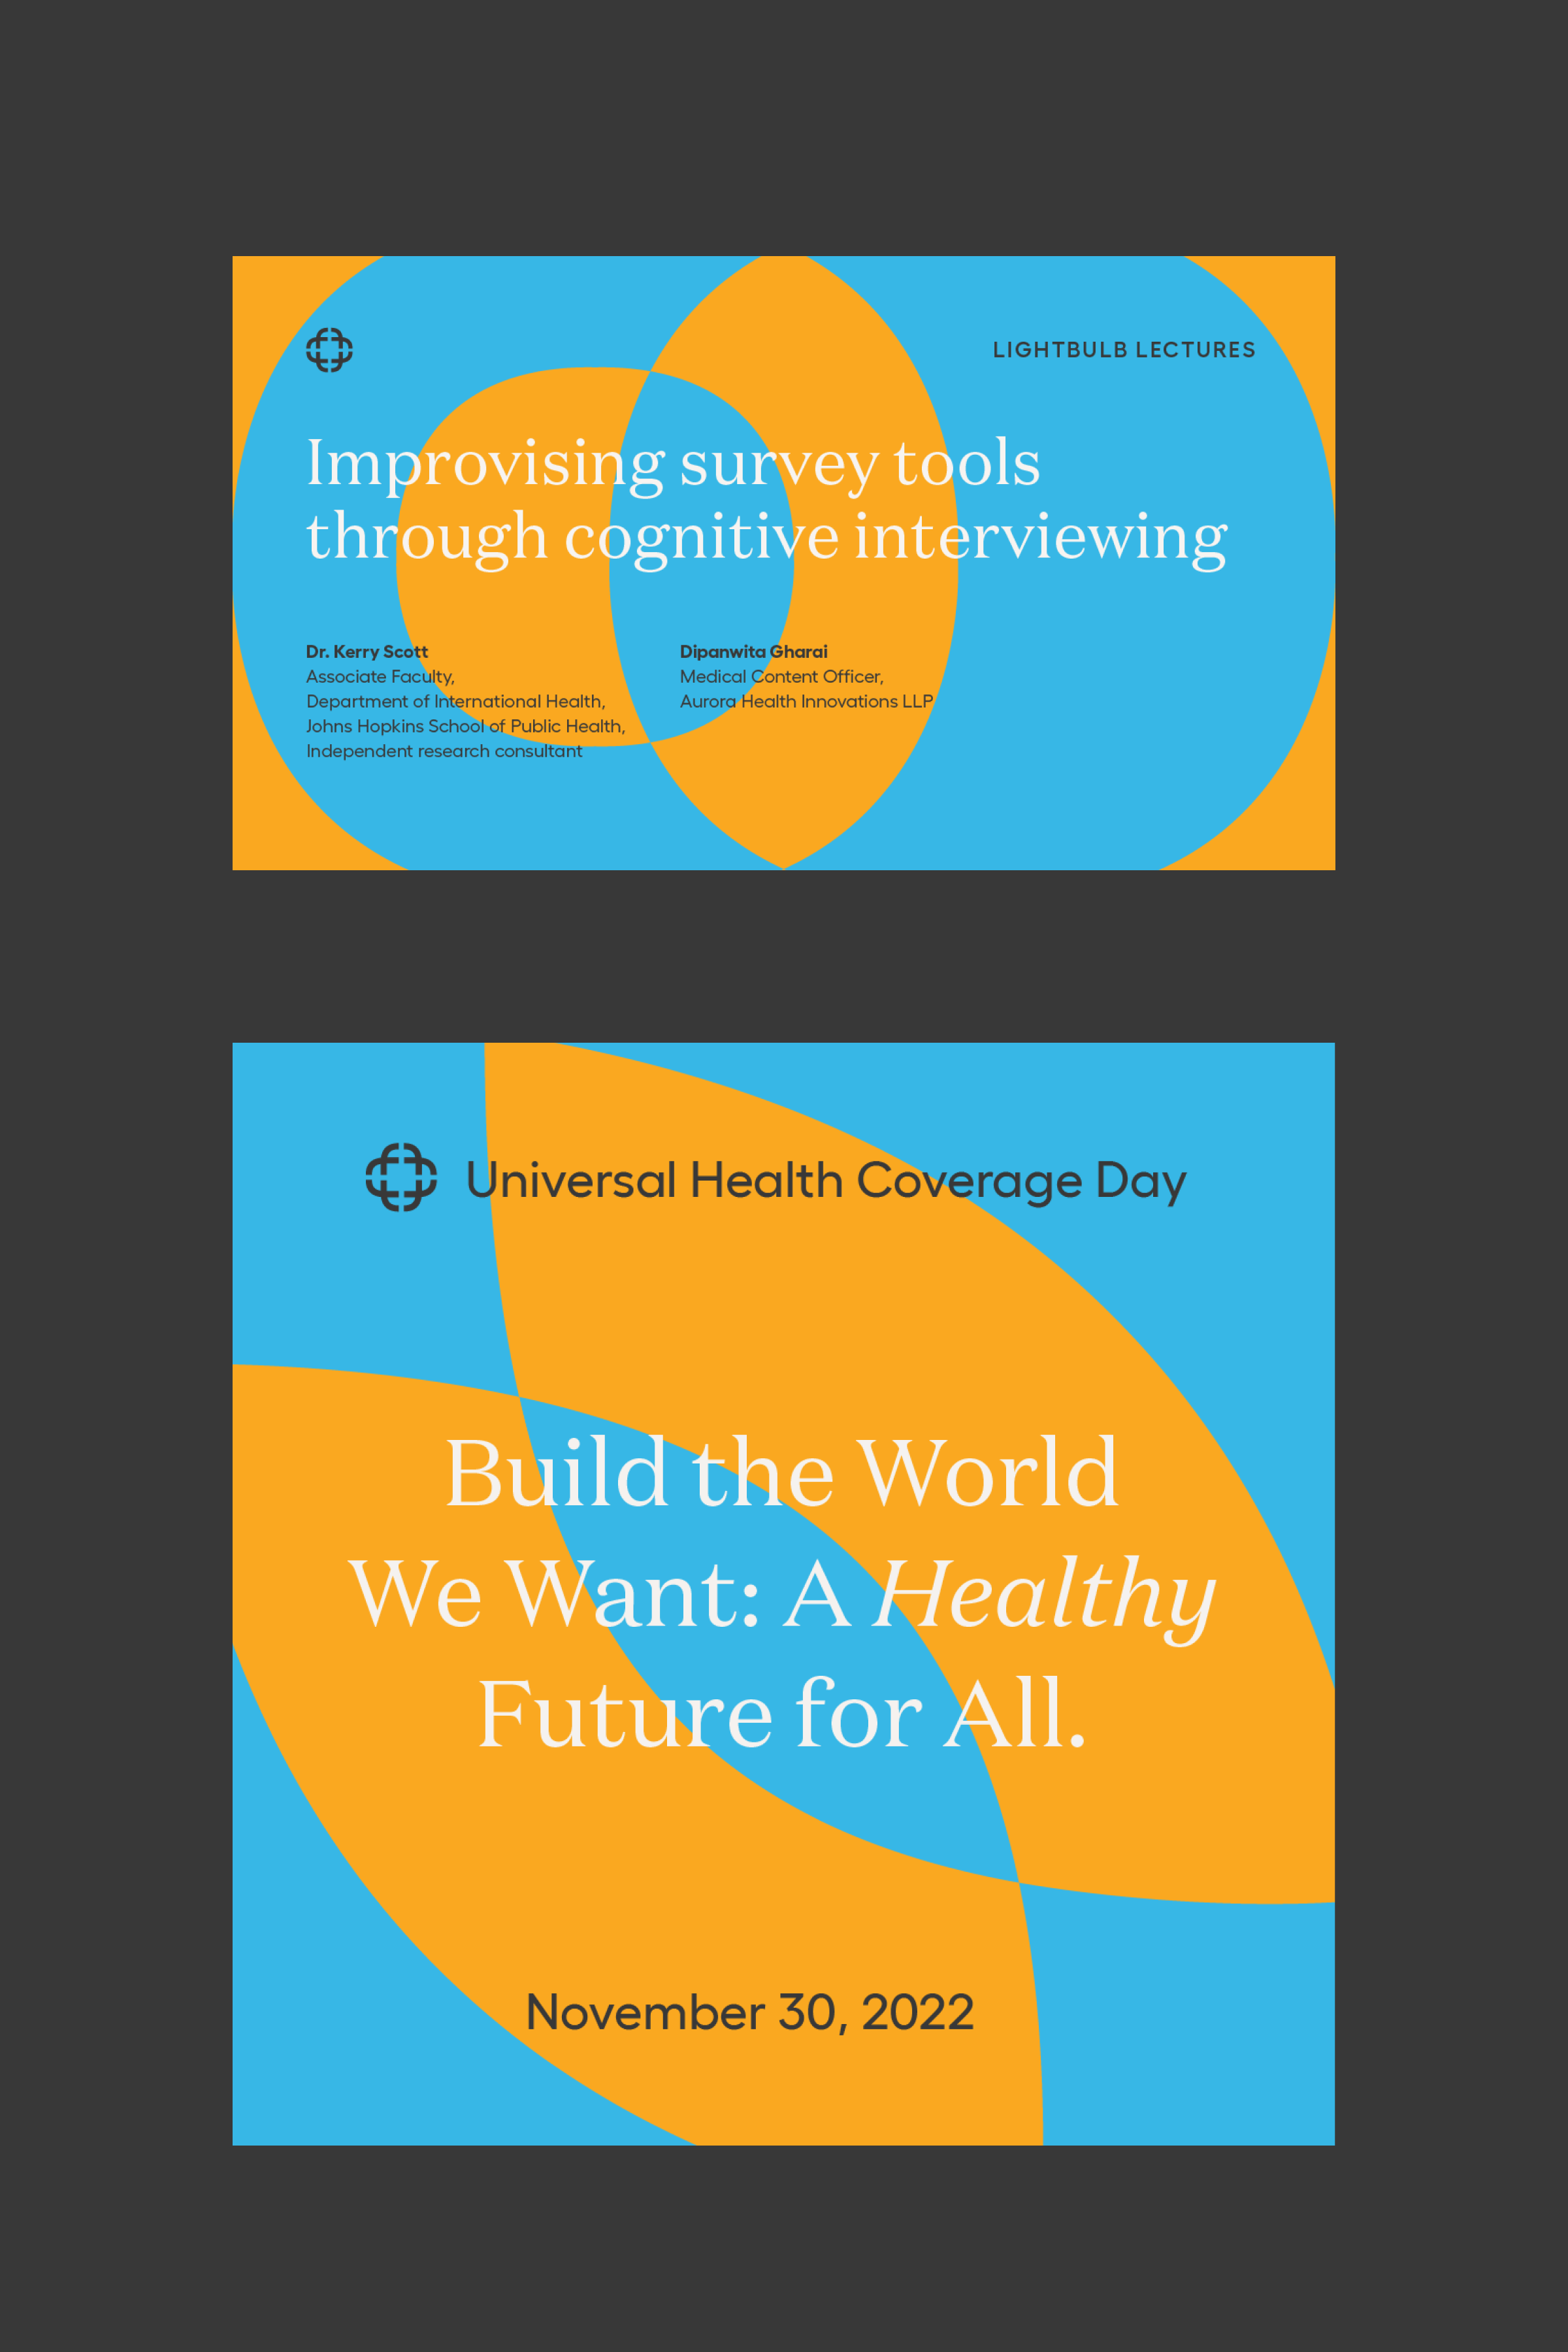 LIGHTBULB LECTURES
Improvising survey tools
through cognitive interviewing
Dr. Kerry Scott
Associate Faculty,
Department of International Health,
Johns Hopkins School of Public Health,
Independent research consultant
Dipanwita Gharai
Medical Content Officer,
Aurora Health Innovations LLP
Universal Health Coverage Day
Build the World
We Want: A Healthy
Future for All.
November 30, 2022